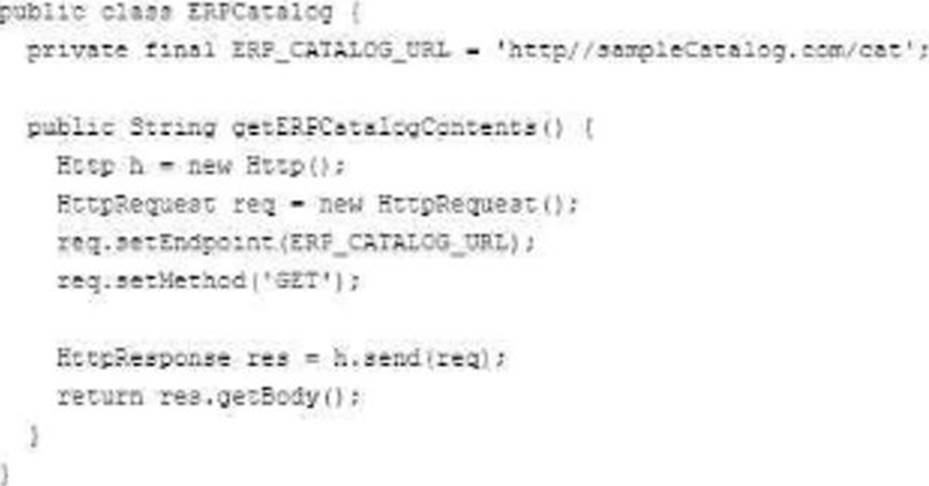 public class ERPCatalog {
private final ERP_CATALOG_URL = 'http//sampleCatalog.com/cat';
public String getERPCatalogContents() {
Http h = new Http();
HttpRequest req = new HttpRequest();
req.setEndpoint(ERP_CATALOG_URL);
req.setMethod('GET');
HttpResponse res = h.send(req);
return res.getBody();
}
}